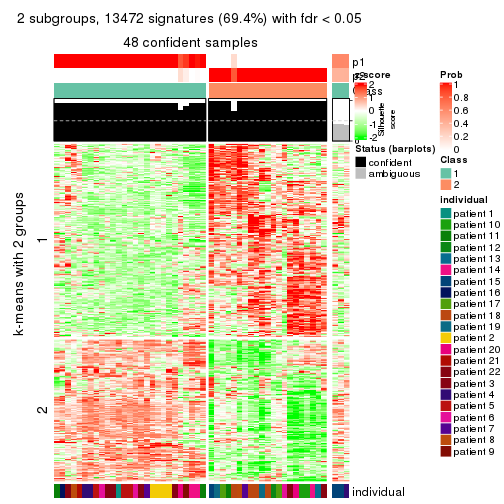 2 subgroups, 13472 signatures (69.4%) with fdr < 0.05
48 confident samples
p1
p2
Class
z-score
2
1
0
-1
-2
Silhouette
score
Status (barplots)
confident
ambiguous
Prob
1
0.8
0.6
0.4
0.2
0
Class
1
2
individual
patient 1
patient 10
patient 11
patient 12
patient 13
patient 14
patient 15
patient 16
patient 17
patient 18
patient 19
patient 2
patient 20
patient 21
patient 22
patient 3
patient 4
patient 5
patient 6
patient 7
patient 8
patient 9
k-means with 2 groups
1
2
individual